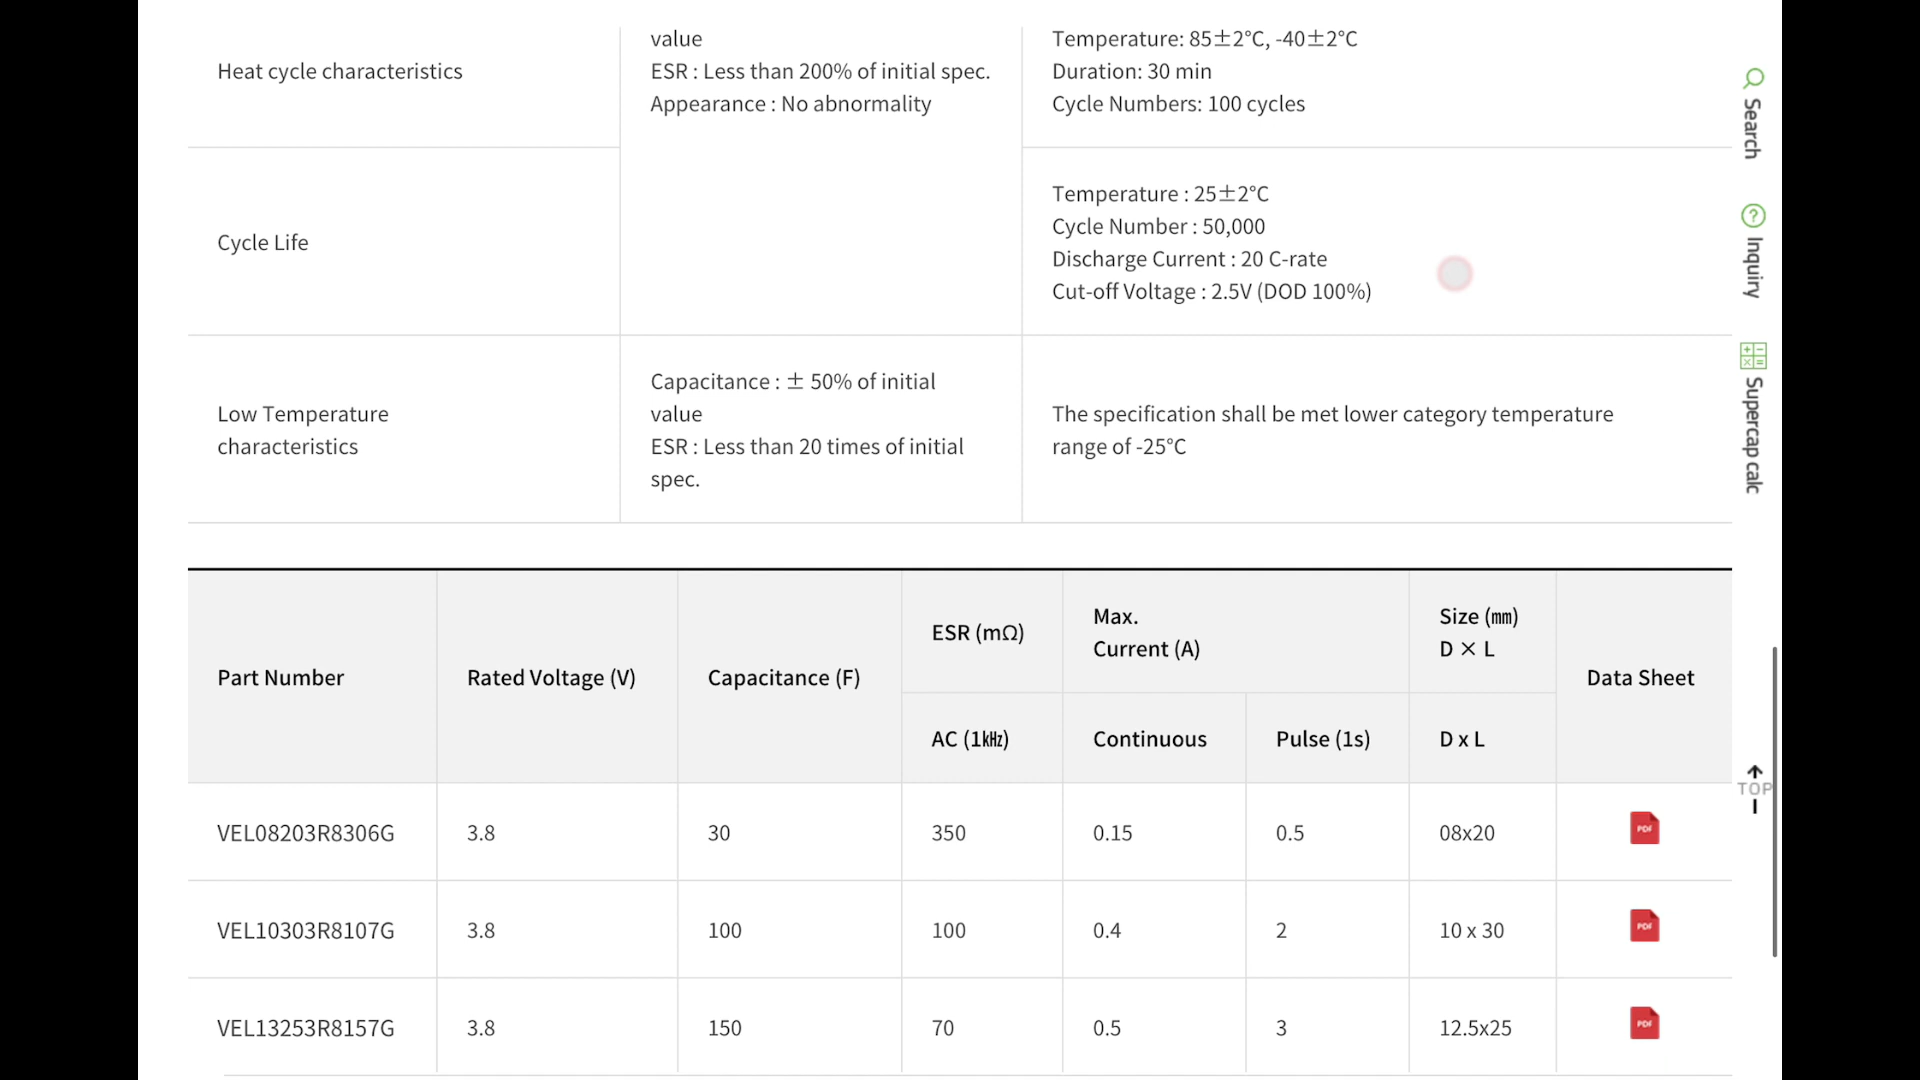 Heat cycle characteristics
value
ESR : Less than 200% of initial spec.
Appearance : No abnormality
Temperature: 85±2℃, -40±2℃
Duration: 30 min
Cycle Numbers: 100 cycles
Cycle Life
Temperature : 25±2℃
Cycle Number : 50,000
Discharge Current : 20 C-rate
Cut-off Voltage : 2.5V (DOD 100%)
Low Temperature
characteristics
Capacitance : ± 50% of initial
value
ESR : Less than 20 times of initial
spec.
The specification shall be met lower category temperature
range of -25℃
Part Number
Rated Voltage (V)
Capacitance (F)
ESR (mΩ)
Max.
Current (A)
Size (㎜)
D × L
Data Sheet
AC (1㎑)
Continuous
Pulse (1s)
D x L
VEL08203R8306G 3.8 30 350 0.15 0.5 08x20 PDF
VEL10303R8107G 3.8 100 100 0.4 2 10 x 30 PDF
VEL13253R8157G 3.8 150 70 0.5 3 12.5x25 PDF
Search
Inquiry
Supercap calc
TOP